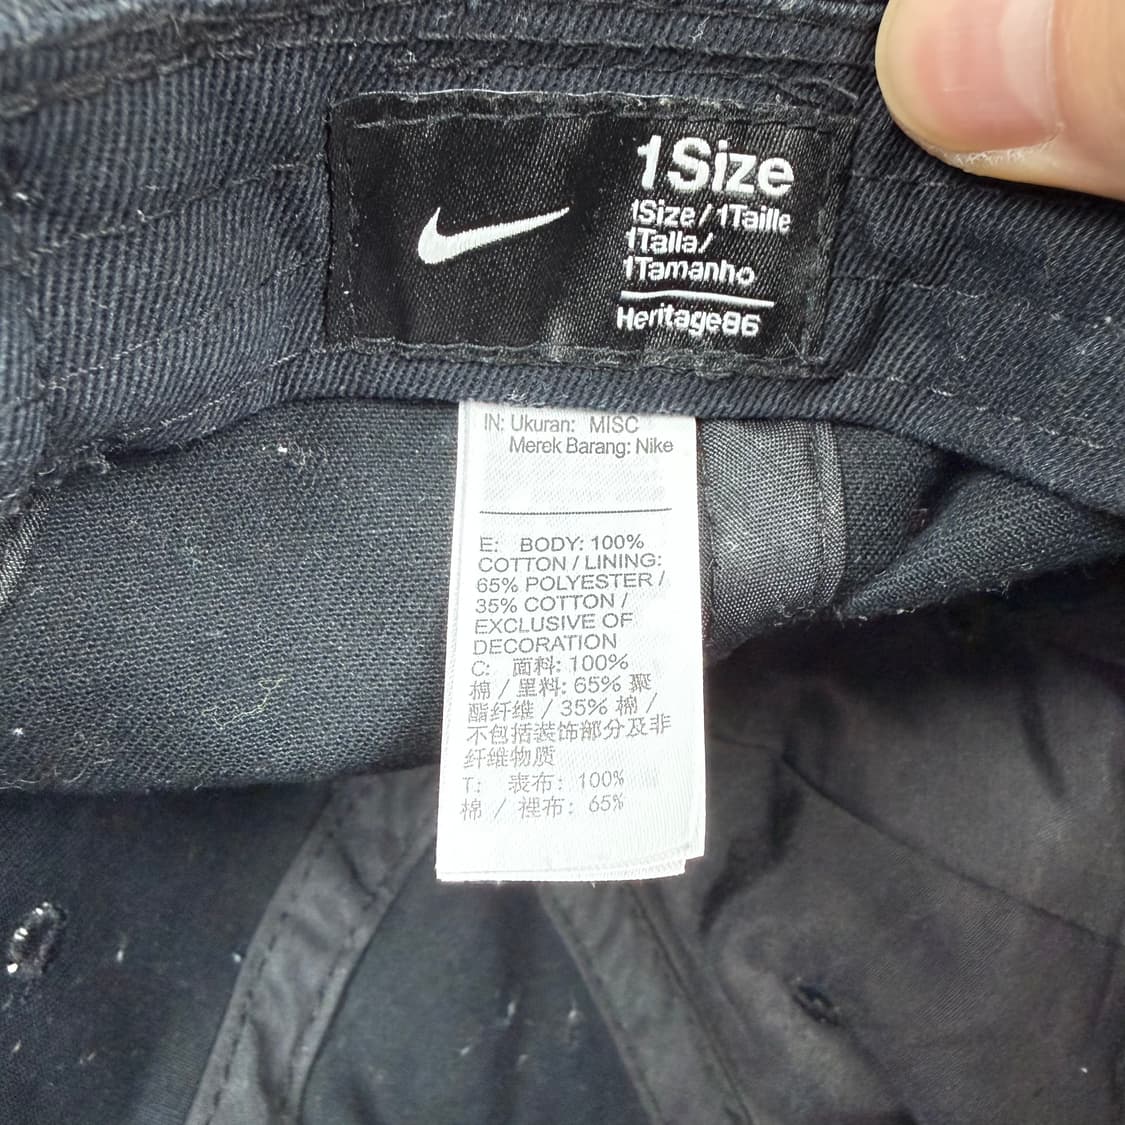 1Size
1Size/1Taille
1Talla/
1Tamanho
Heritage86
IN: Ukuran: MISC
Merek Barang: Nike
E: BODY: 100%
COTTON / LINING:
65% POLYESTER /
35% COTTON /
EXCLUSIVE OF
DECORATION
C: 面料: 100%
棉 / 里料: 65% 聚
酯纤维 / 35% 棉 /
不包括装饰部分及非
纤维物质
T: 表布: 100%
棉 / 裡布: 65%